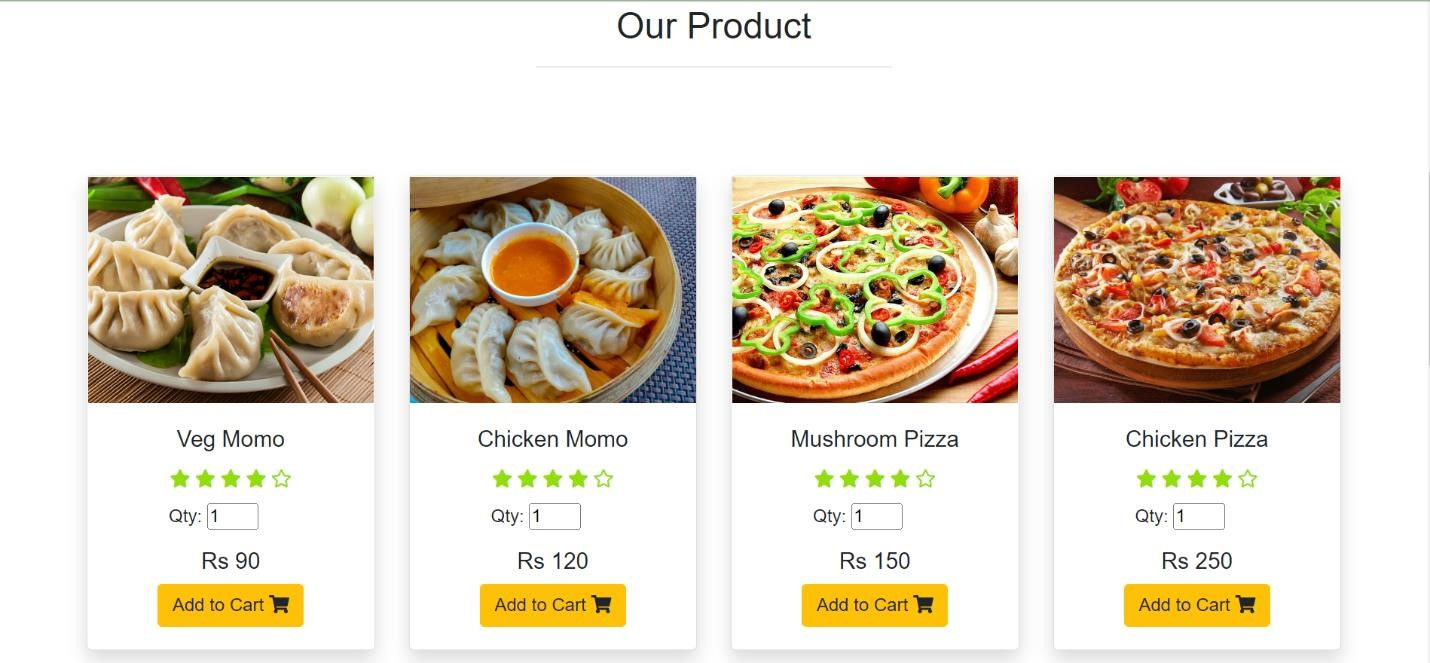 Our Product
Veg Momo
Qty: 1
Rs 90
Add to Cart
Chicken Momo
Qty: 1
Rs 120
Add to Cart
Mushroom Pizza
Qty: 1
Rs 150
Add to Cart
Chicken Pizza
Qty: 1
Rs 250
Add to Cart